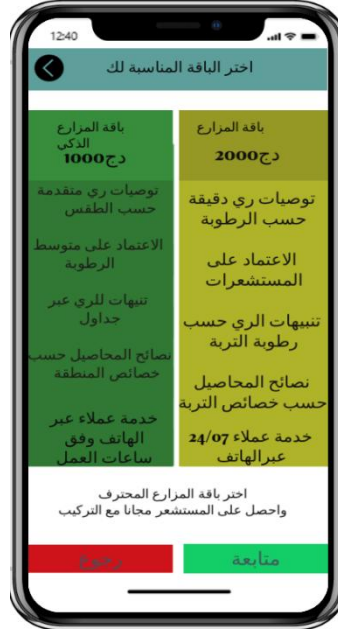 12:40
اختر الباقة المناسبة لك
باقة المزارع
2000دج
توصيات ري دقيقة
حسب الرطوبة
الاعتماد على
المستشعرات
تنبيهات الري حسب
رطوبة التربة
نصائح المحاصيل
حسب خصائص التربة
خدمة عملاء 24/07
عبرالهاتف
باقة المزارع
الذكي
1000دج
توصيات ري متقدمة
حسب الطقس
الاعتماد على متوسط
الرطوبة
تنيهات للري عبر
جداول
نصائح المحاصيل حسب
خصائص المنطقة
خدمة عملاء عبر
الهاتف وفق
ساعات العمل
اختر باقة المزارع المحترف
واحصل على المستشعر مجانا مع التركيب
متابعة
رجوع